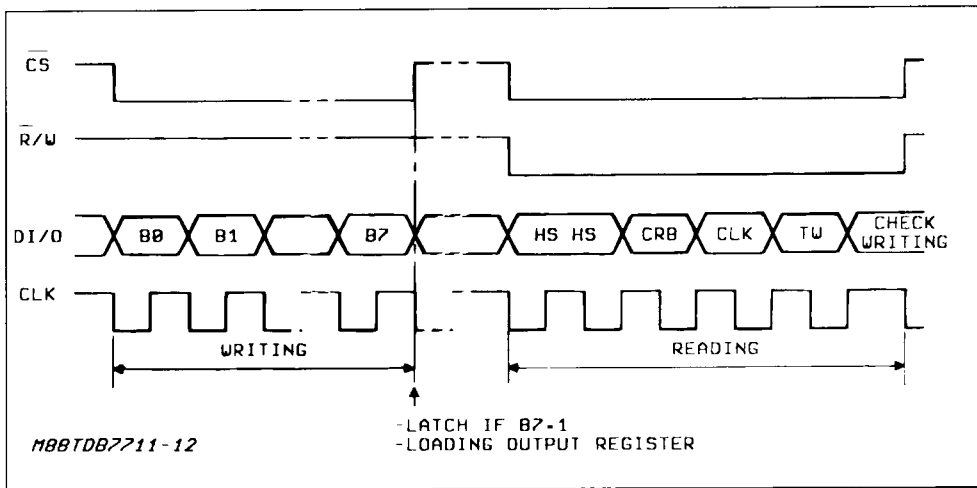 CS
R/W
DI/O B0 B1 B7 HS HS CRB CLK TW CHECK
WRITING
CLK
WRITING READING
-LATCH IF B7-1
-LOADING OUTPUT REGISTER
M88TDB7711-12